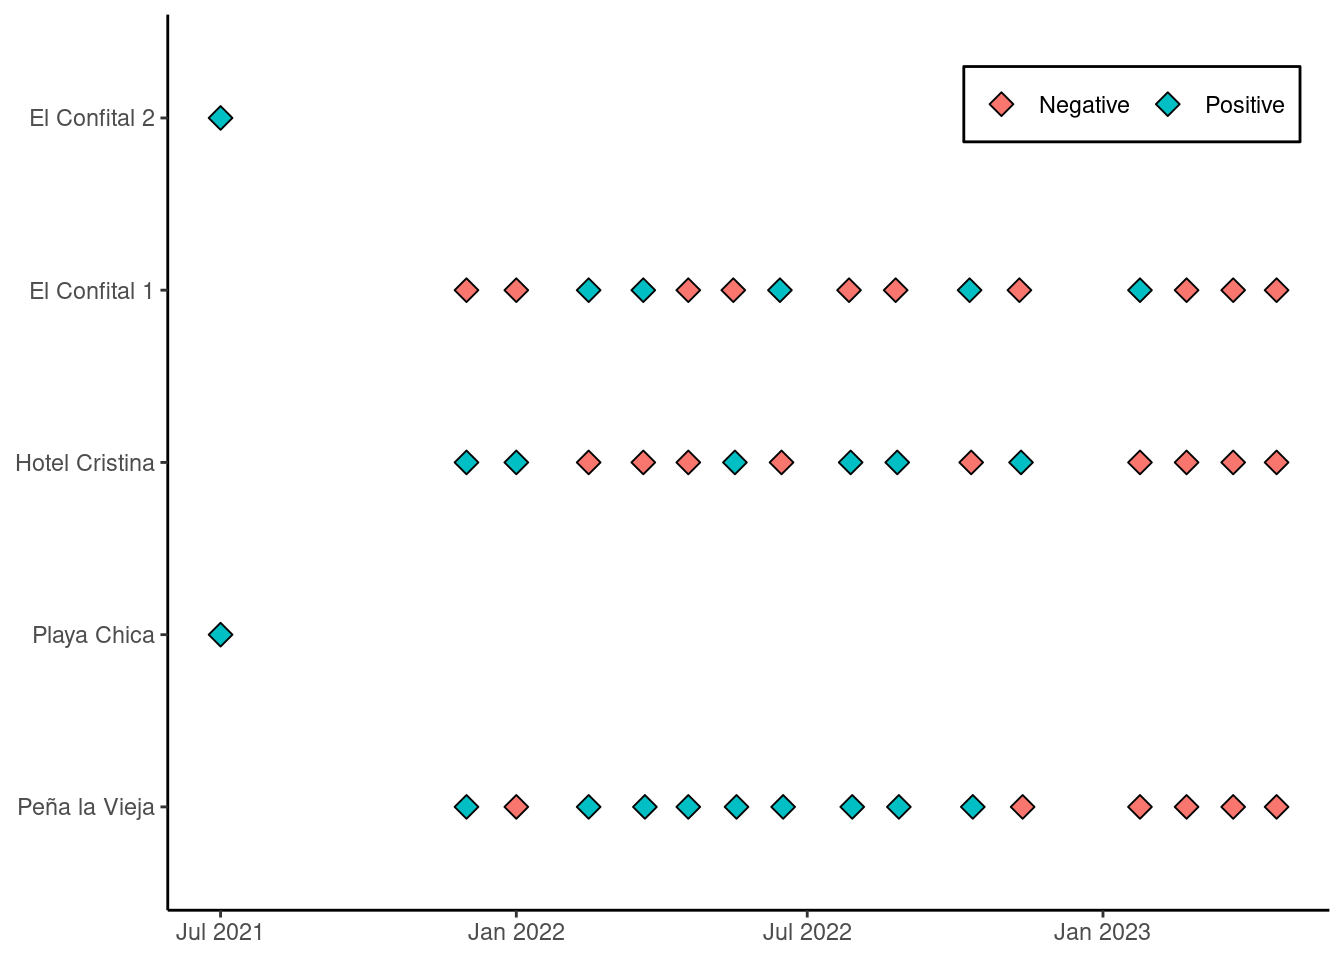 Negative Positive
El Confital 2
El Confital 1
Hotel Cristina
Playa Chica
Peña la Vieja
Jul 2021 Jan 2022 Jul 2022 Jan 2023